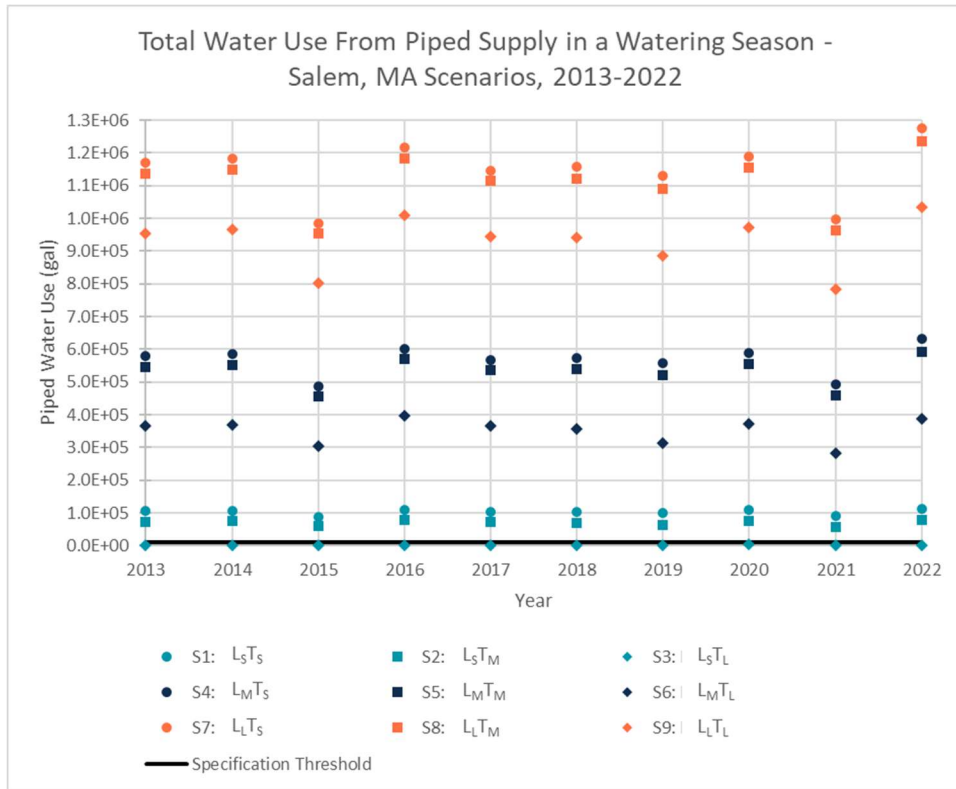 Total Water Use From Piped Supply in a Watering Season -
Salem, MA Scenarios, 2013-2022
Piped Water Use (gal)
1.3E+06
1.2E+06
1.1E+06
1.0E+06
9.0E+05
8.0E+05
7.0E+05
6.0E+05
5.0E+05
4.0E+05
3.0E+05
2.0E+05
1.0E+05
0.0E+00
2013 2014 2015 2016 2017 2018 2019 2020 2021 2022
Year
S1: LSTS S2: LSTM S3: LSTL
S4: LMTS S5: LMTM S6: LMTL
S7: LLTS S8: LLTM S9: LLTL
Specification Threshold